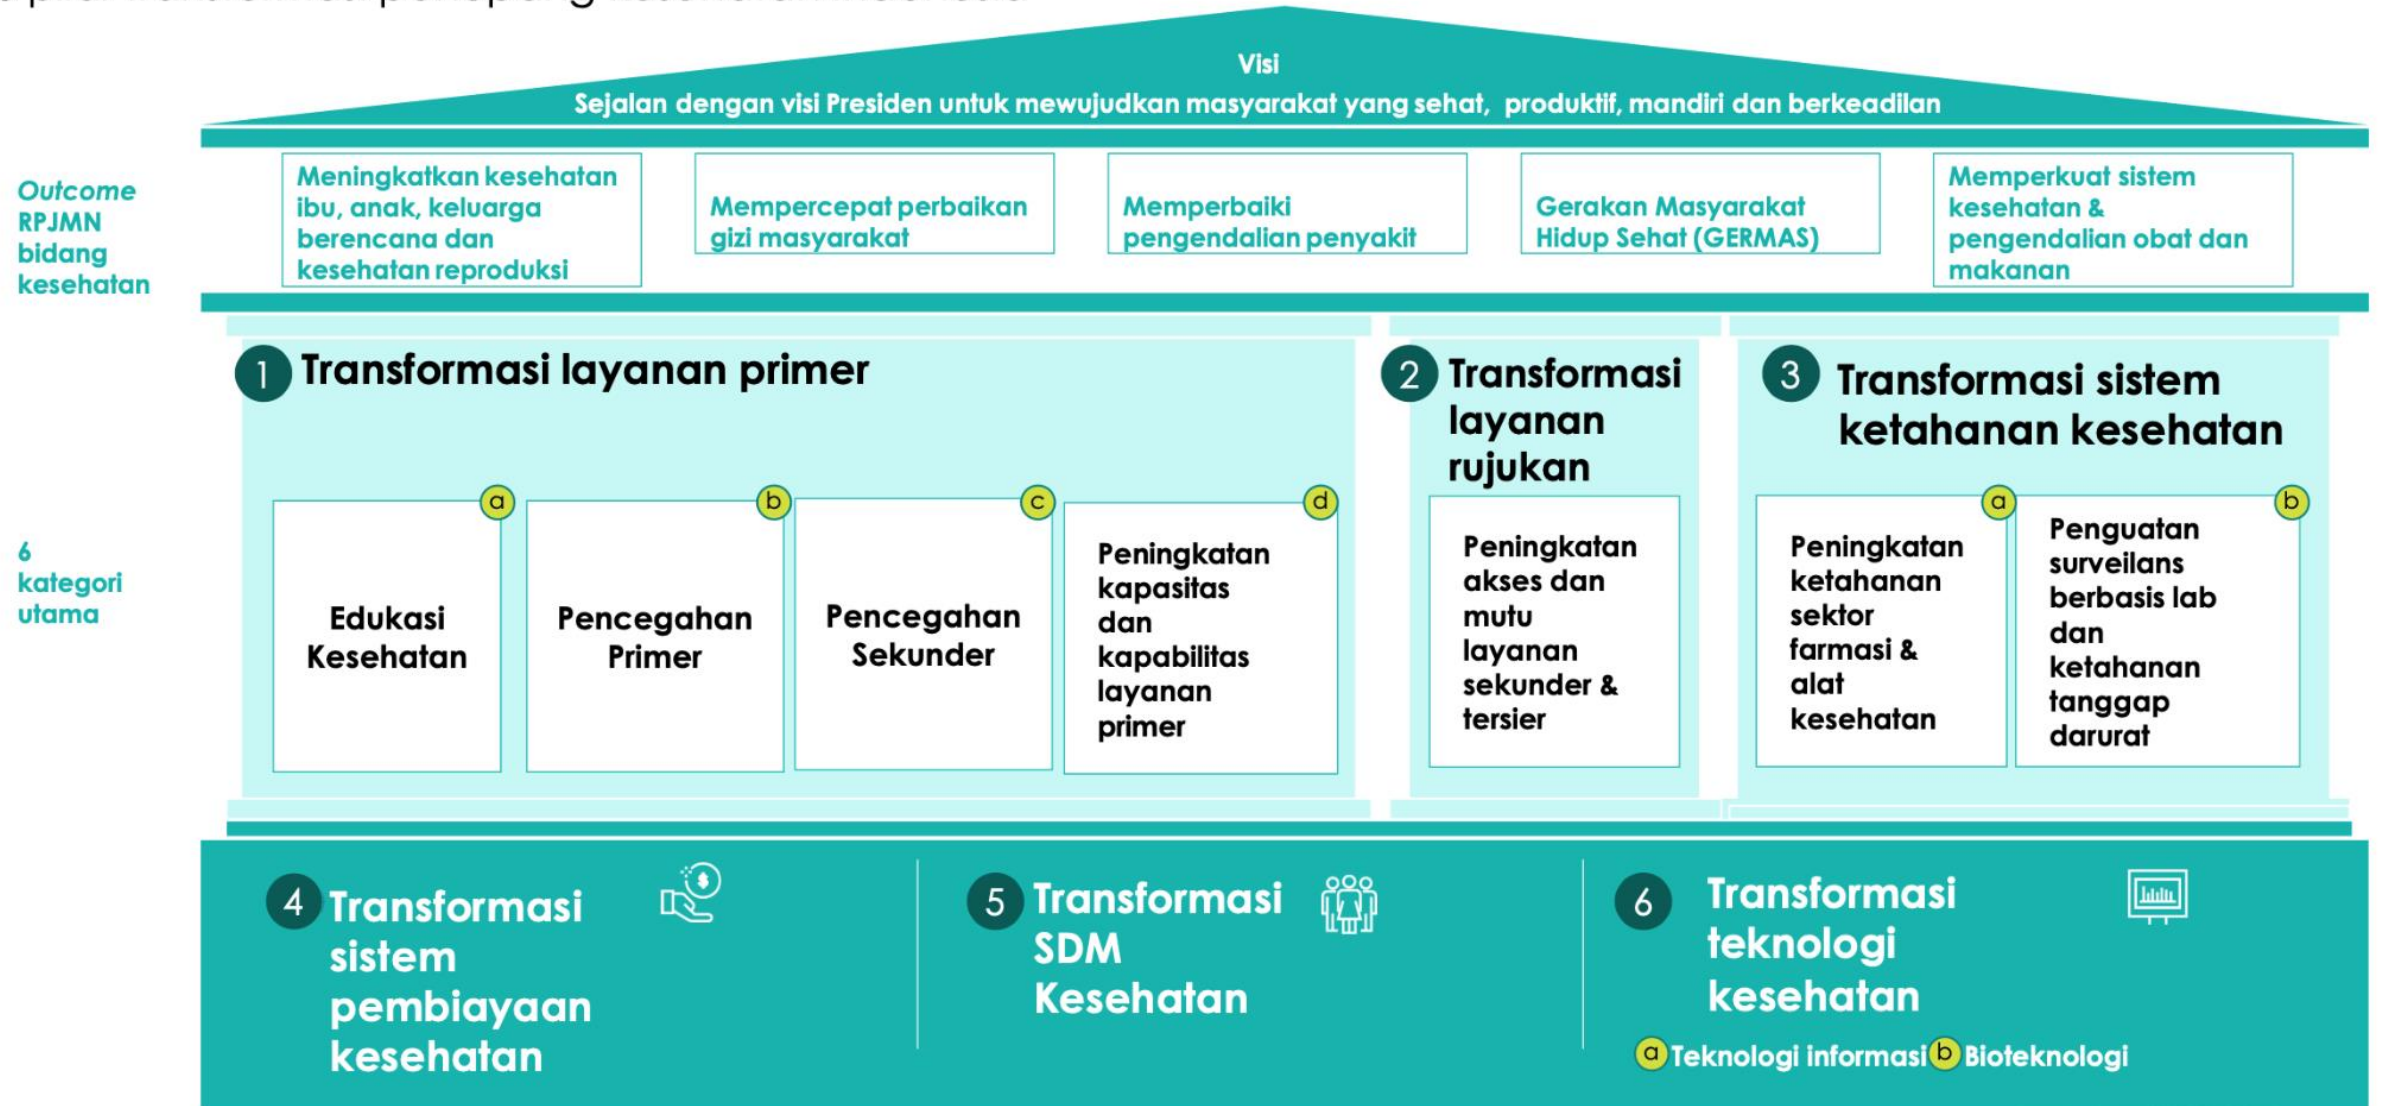 Visi
Sejalan dengan visi Presiden untuk mewujudkan masyarakat yang sehat, produktif, mandiri dan berkeadilan
Outcome
RPJMN
bidang
kesehatan
Meningkatkan kesehatan
ibu, anak, keluarga
berencana dan
kesehatan reproduksi
Mempercepat perbaikan
gizi masyarakat
Memperbaiki
pengendalian penyakit
Gerakan Masyarakat
Hidup Sehat (GERMAS)
Memperkuat sistem
kesehatan &
pengendalian obat dan
makanan
6
kategori
utama
1 Transformasi layanan primer
a
Edukasi
Kesehatan
b
Pencegahan
Primer
c
Pencegahan
Sekunder
d
Peningkatan
kapasitas
dan
kapabilitas
layanan
primer
2 Transformasi
layanan
rujukan
Peningkatan
akses dan
mutu
layanan
sekunder &
tersier
3 Transformasi sistem
ketahanan kesehatan
a
Peningkatan
ketahanan
sektor
farmasi &
alat
kesehatan
b
Penguatan
surveilans
berbasis lab
dan
ketahanan
tanggap
darurat
4 Transformasi
sistem
pembiayaan
kesehatan
5 Transformasi
SDM
Kesehatan
6 Transformasi
teknologi
kesehatan
a Teknologi informasi b Bioteknologi